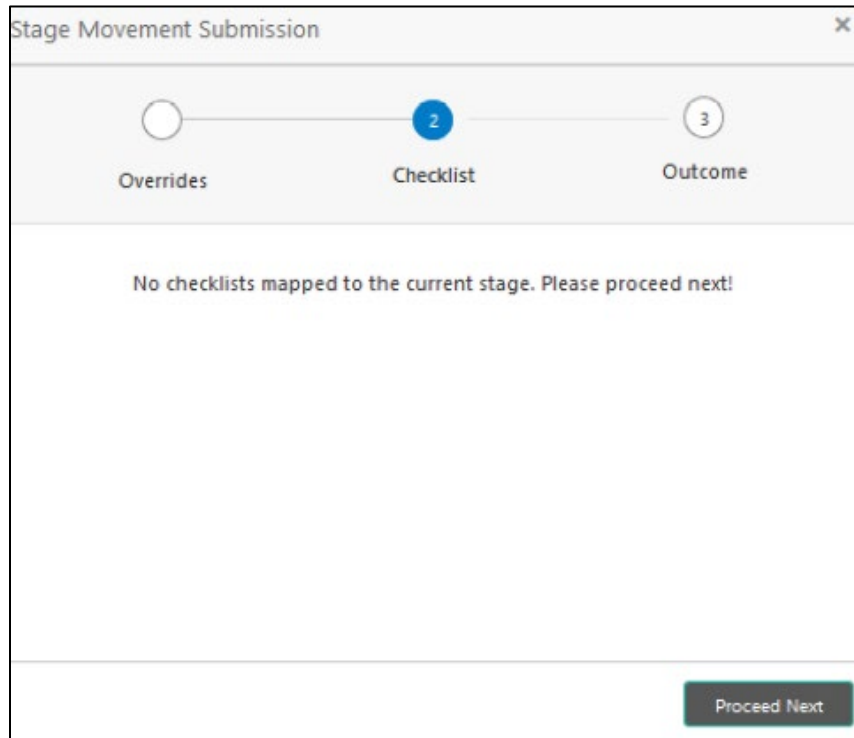 Stage Movement Submission
×
2
3
Overrides
Checklist
Outcome
No checklists mapped to the current stage. Please proceed next!
Proceed Next